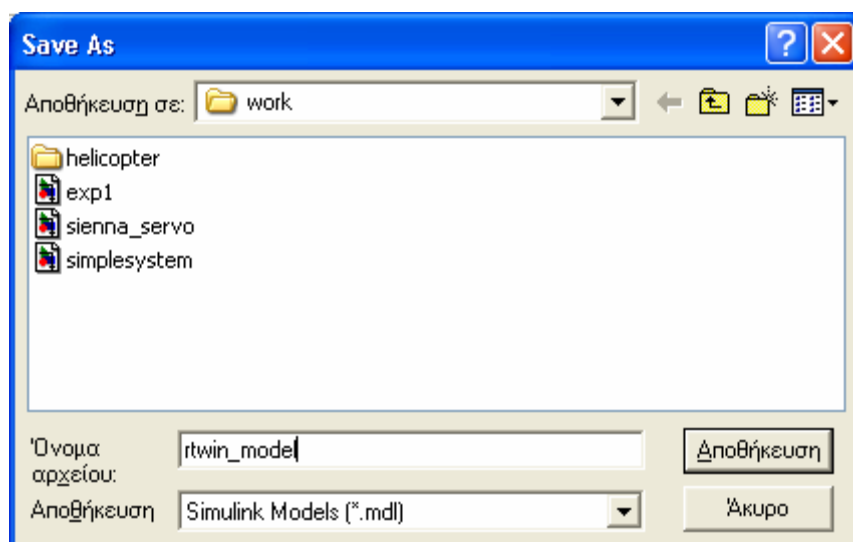 Save As
Αποθήκευση σε: work
helicopter
exp1
sienna_servo
simplesystem
Όνομα αρχείου:
rtwin_model
Αποθήκευση
Αποθήκευση
Simulink Models (*.mdl)
Άκυρο